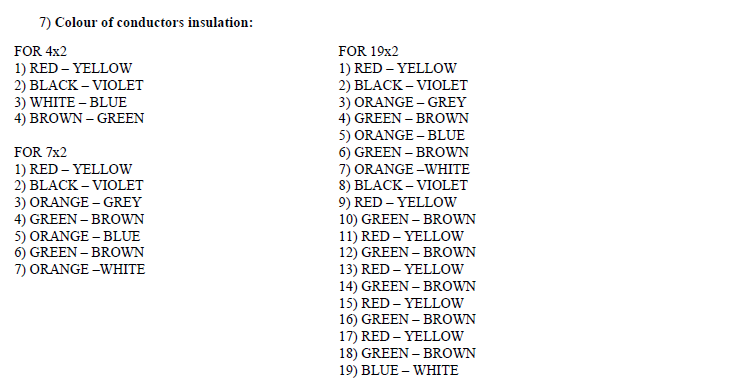 7) Colour of conductors insulation:
FOR 4x2
1) RED – YELLOW
2) BLACK – VIOLET
3) WHITE – BLUE
4) BROWN – GREEN
FOR 7x2
1) RED – YELLOW
2) BLACK – VIOLET
3) ORANGE – GREY
4) GREEN – BROWN
5) ORANGE – BLUE
6) GREEN – BROWN
7) ORANGE –WHITE
FOR 19x2
1) RED – YELLOW
2) BLACK – VIOLET
3) ORANGE – GREY
4) GREEN – BROWN
5) ORANGE – BLUE
6) GREEN – BROWN
7) ORANGE –WHITE
8) BLACK – VIOLET
9) RED – YELLOW
10) GREEN – BROWN
11) RED – YELLOW
12) GREEN – BROWN
13) RED – YELLOW
14) GREEN – BROWN
15) RED – YELLOW
16) GREEN – BROWN
17) RED – YELLOW
18) GREEN – BROWN
19) BLUE – WHITE